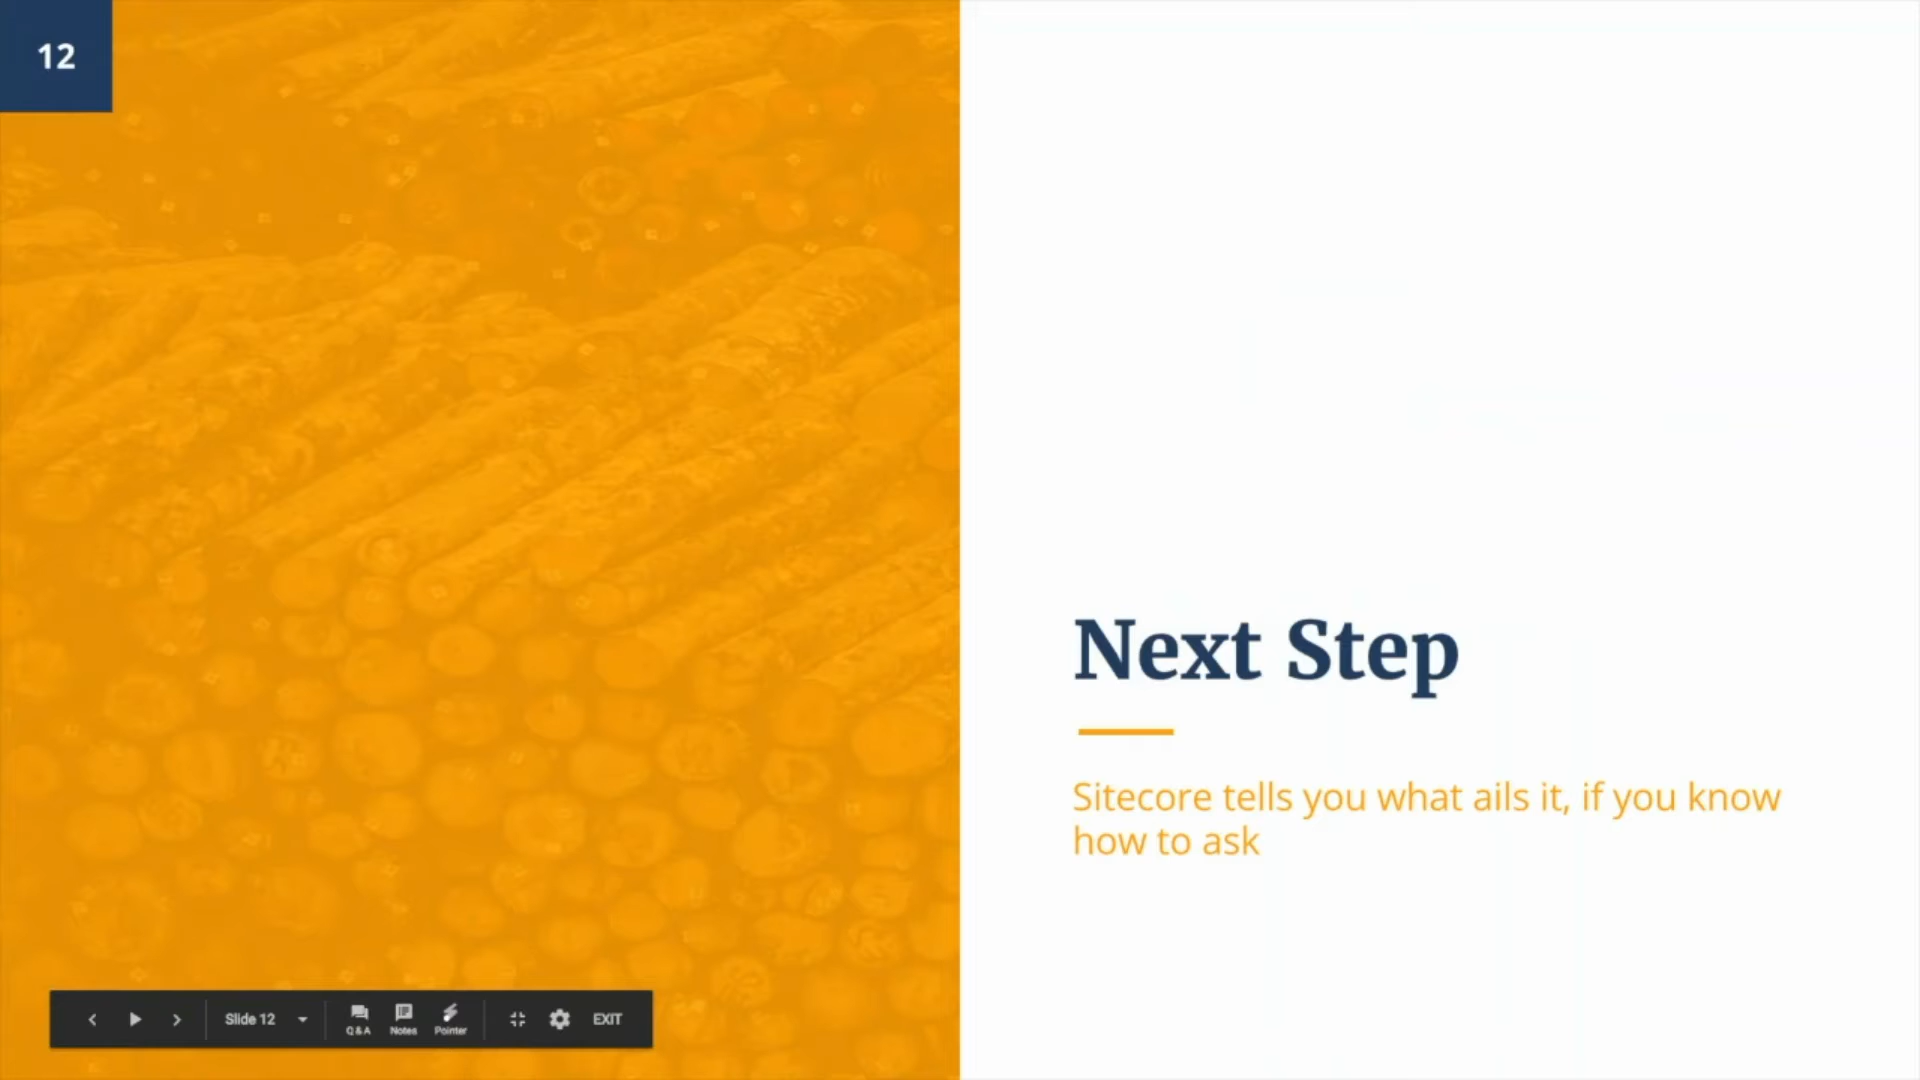 12
Next Step
Sitecore tells you what ails it, if you know
how to ask
Slide 12
Q&A
Notes
Pointer
EXIT